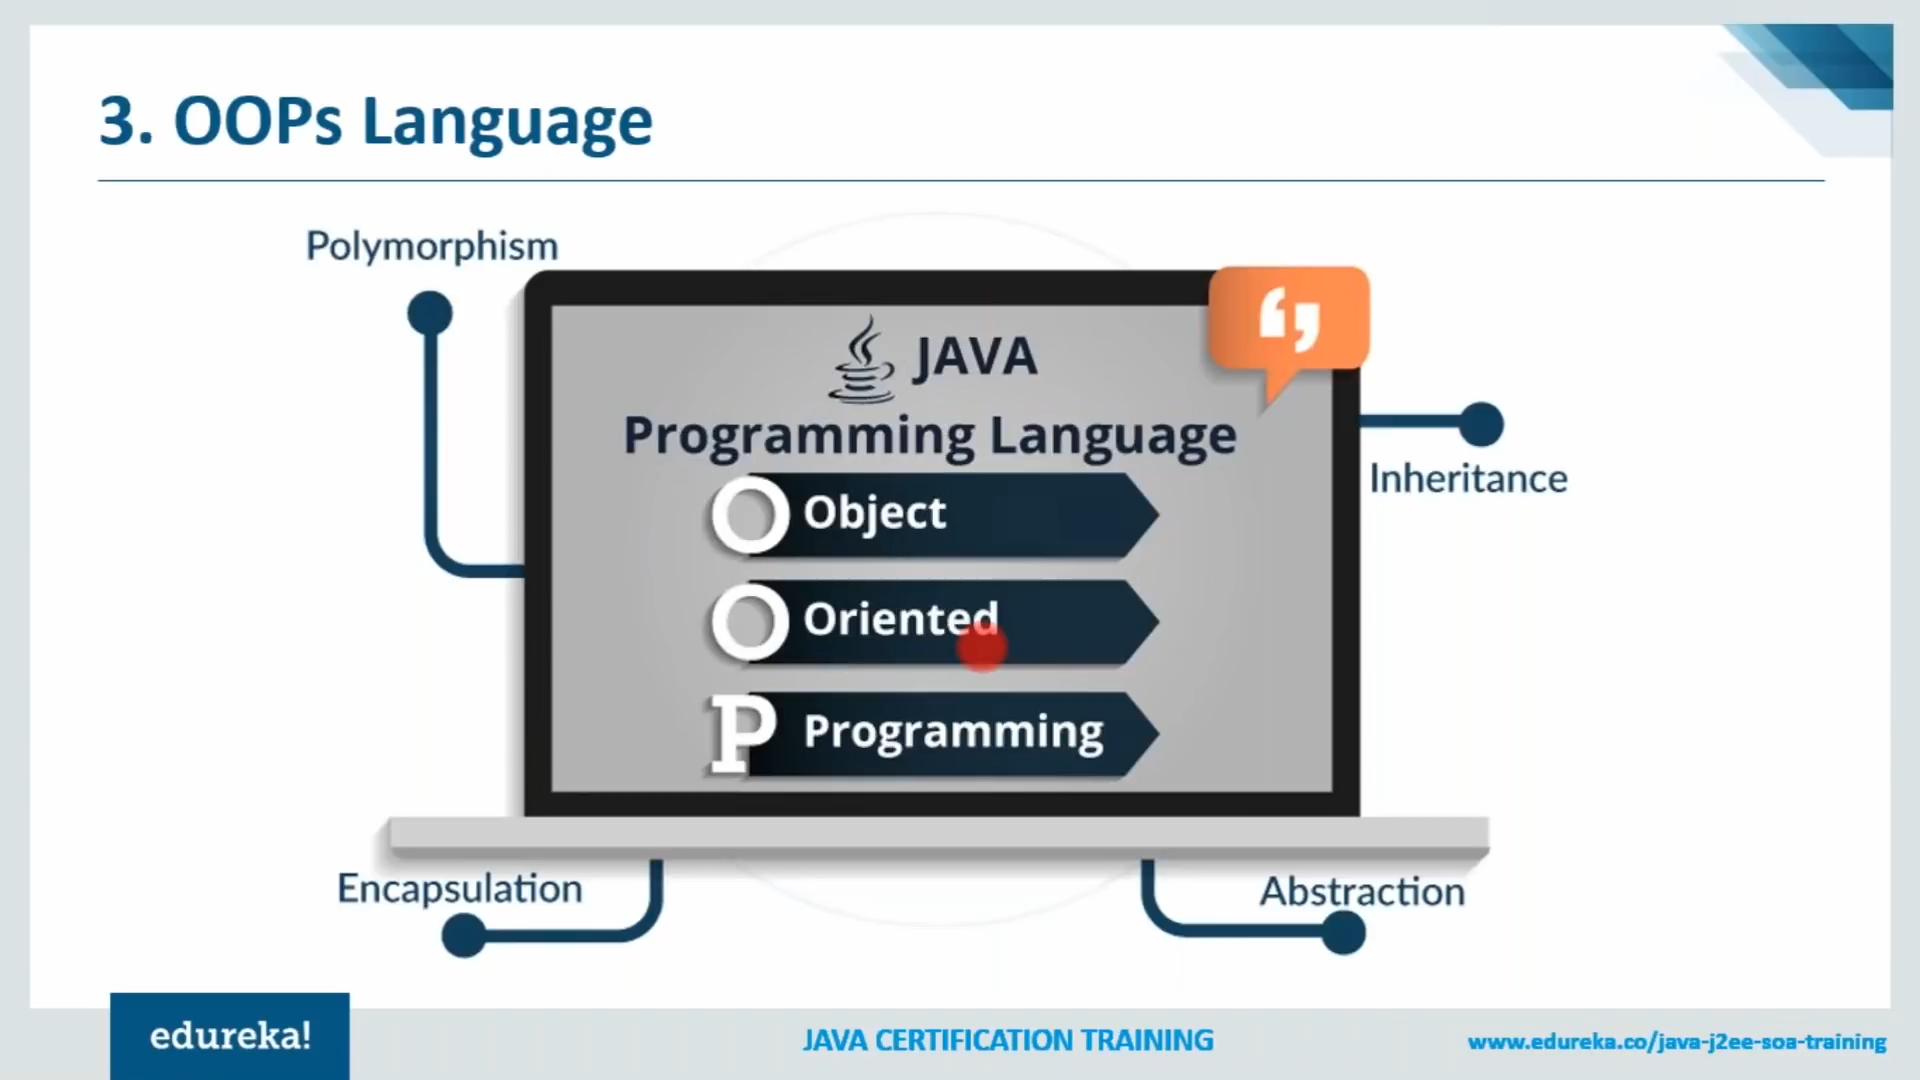 3. OOPs Language
Polymorphism
JAVA
Programming Language
Inheritance
O Object
O Oriented
P Programming
Encapsulation
Abstraction
edureka!
JAVA CERTIFICATION TRAINING
www.edureka.co/java-j2ee-soa-training